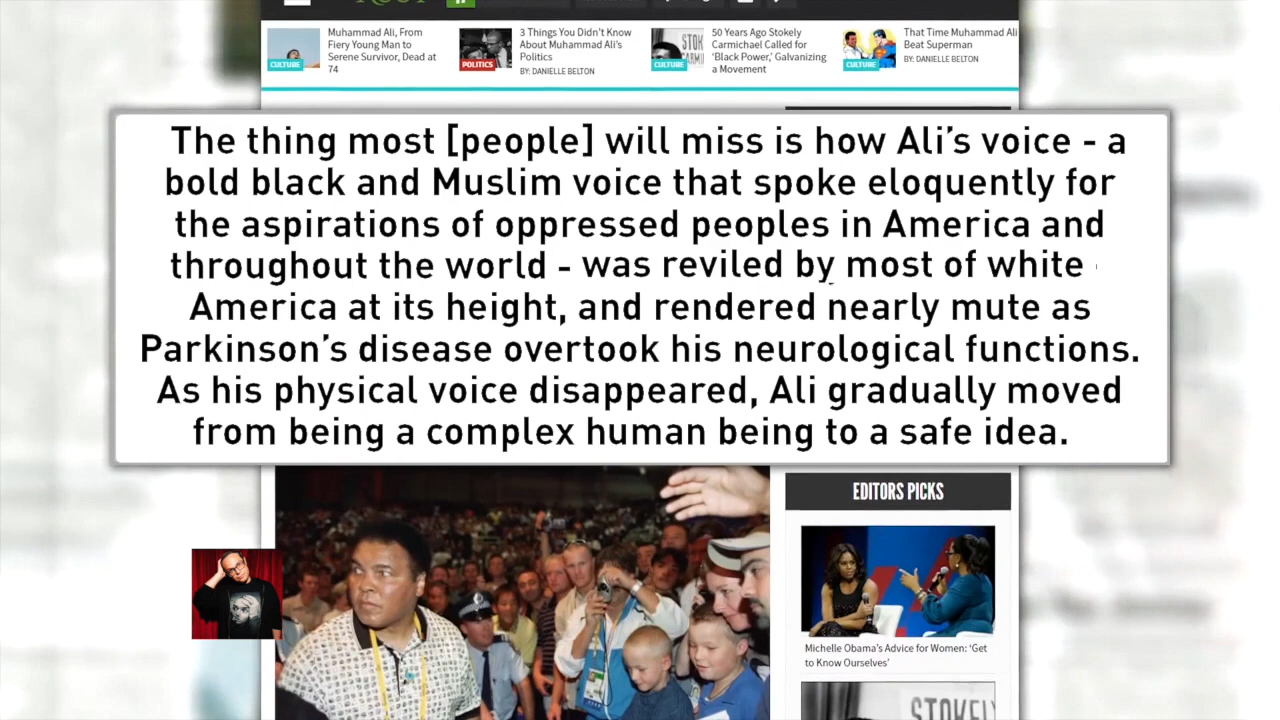 Muhammad Ali, From
Fiery Young Man to
Serene Survivor, Dead at
74
CULTURE
3 Things You Didn't Know
About Muhammad Ali's
Politics
BY: DANIELLE BELTON
POLITICS
50 Years Ago Stokely
Carmichael Called for
'Black Power,' Galvanizing
a Movement
CULTURE
That Time Muhammad Ali
Beat Superman
BY: DANIELLE BELTON
CULTURE
The thing most [people] will miss is how Ali's voice - a
bold black and Muslim voice that spoke eloquently for
the aspirations of oppressed peoples in America and
throughout the world - was reviled by most of white
America at its height, and rendered nearly mute as
Parkinson's disease overtook his neurological functions.
As his physical voice disappeared, Ali gradually moved
from being a complex human being to a safe idea.
EDITORS PICKS
Michelle Obama's Advice for Women: 'Get
to Know Ourselves'
STOKELY